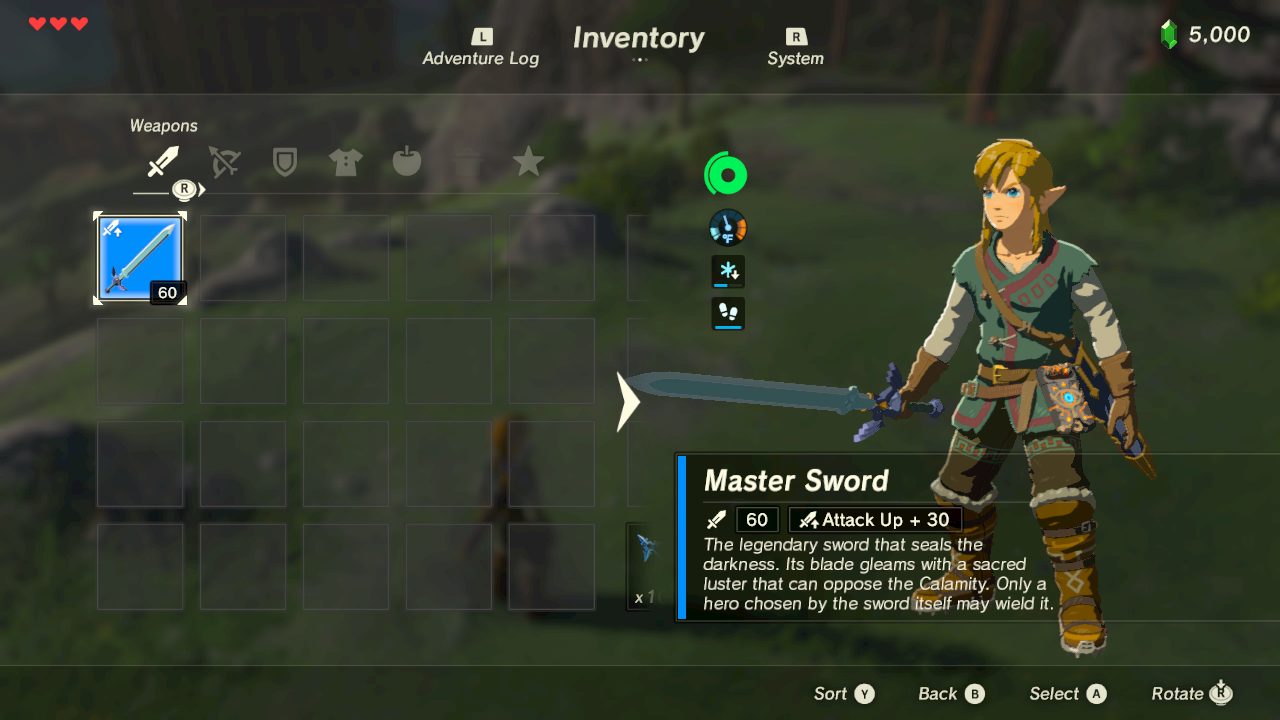 L
Adventure Log
Inventory
R
System
5,000
Weapons
R
60
°F
Master Sword
60 Attack Up + 30
The legendary sword that seals the
darkness. Its blade gleams with a sacred
luster that can oppose the Calamity. Only a
hero chosen by the sword itself may wield it.
x 1
Sort Y Back B Select A Rotate R